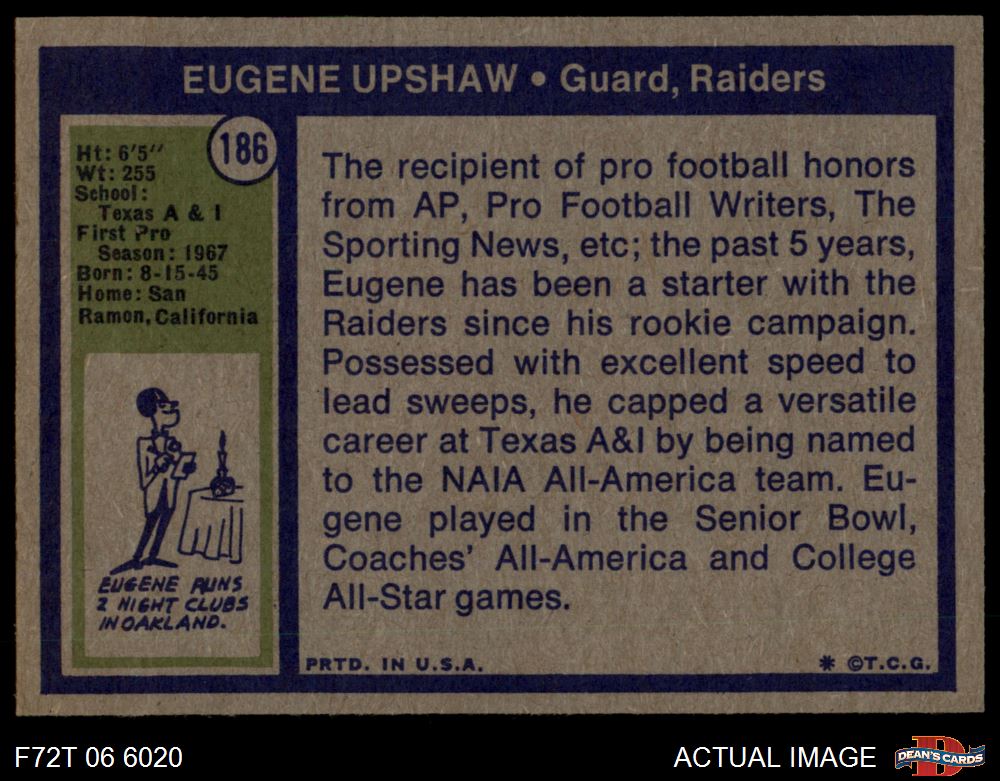 EUGENE UPSHAW • Guard, Raiders
186
Ht: 6'5"
Wt: 255
School:
Texas A & I
First Pro
Season: 1967
Born: 8-15-45
Home: San
Ramon, California
EUGENE RUNS
2 NIGHT CLUBS
IN OAKLAND.
The recipient of pro football honors
from AP, Pro Football Writers, The
Sporting News, etc; the past 5 years,
Eugene has been a starter with the
Raiders since his rookie campaign.
Possessed with excellent speed to
lead sweeps, he capped a versatile
career at Texas A&I by being named
to the NAIA All-America team. Eu-
gene played in the Senior Bowl,
Coaches' All-America and College
All-Star games.
PRTD. IN U.S.A.
* ©T.C.G.
F72T 06 6020
ACTUAL IMAGE
D
DEAN'S CARDS